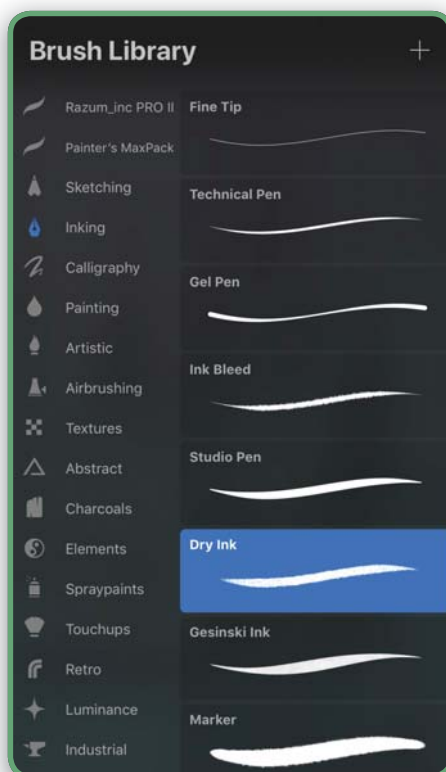 Brush Library
Razum_inc PRO II
Painter's MaxPack
Sketching
Inking
Calligraphy
Painting
Artistic
Airbrushing
Textures
Abstract
Charcoals
Elements
Spraypaints
Touchups
Retro
Luminance
Industrial
Fine Tip
Technical Pen
Gel Pen
Ink Bleed
Studio Pen
Dry Ink
Gesinski Ink
Marker